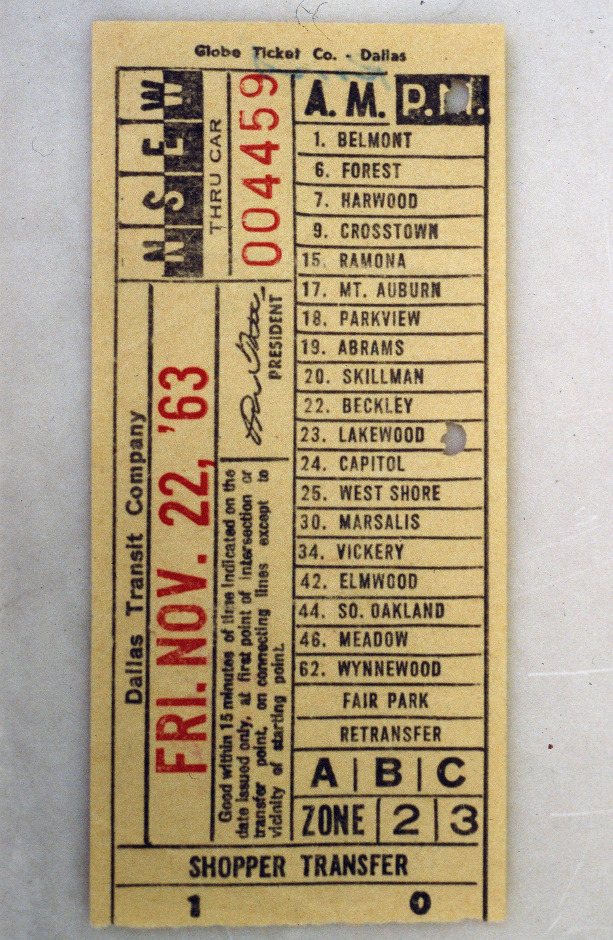 Globe Ticket Co. - Dallas
N S E W
THRU CAR
004459
A. M. P.M.
1. BELMONT
6. FOREST
7. HARWOOD
9. CROSSTOWN
15. RAMONA
17. MT. AUBURN
18. PARKVIEW
19. ABRAMS
20. SKILLMAN
22. BECKLEY
23. LAKEWOOD
24. CAPITOL
25. WEST SHORE
30. MARSALIS
34. VICKERY
42. ELMWOOD
44. SO. OAKLAND
46. MEADOW
62. WYNNEWOOD
FAIR PARK
RETRANSFER
A | B | C
ZONE 2 3
Dallas Transit Company
FRI. NOV. 22, '63
PRESIDENT
Good within 15 minutes of time indicated on the
date issued only, at first point of intersection or
transfer point, on connecting lines except to
vicinity of starting point.
SHOPPER TRANSFER
1 0